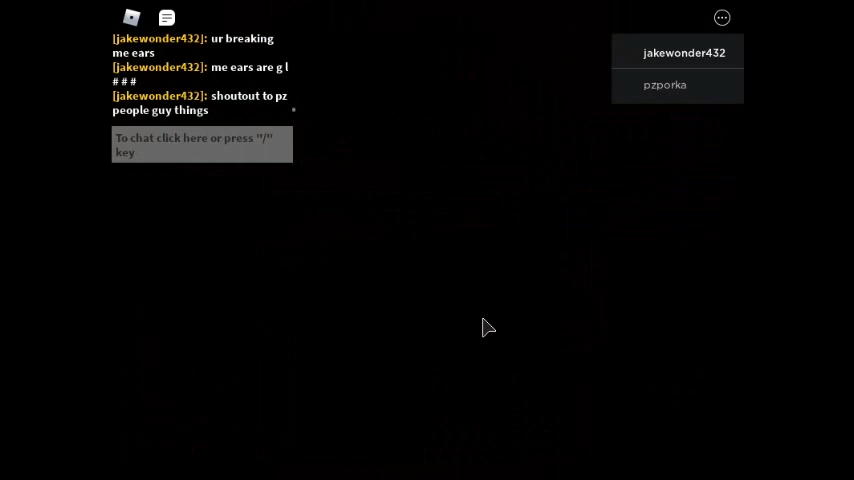 [jakewonder432]: ur breaking
me ears
[jakewonder432]: me ears are g l
# # #
[jakewonder432]: shoutout to pz
people guy things
To chat click here or press "/"
key
jakewonder432
pzporka